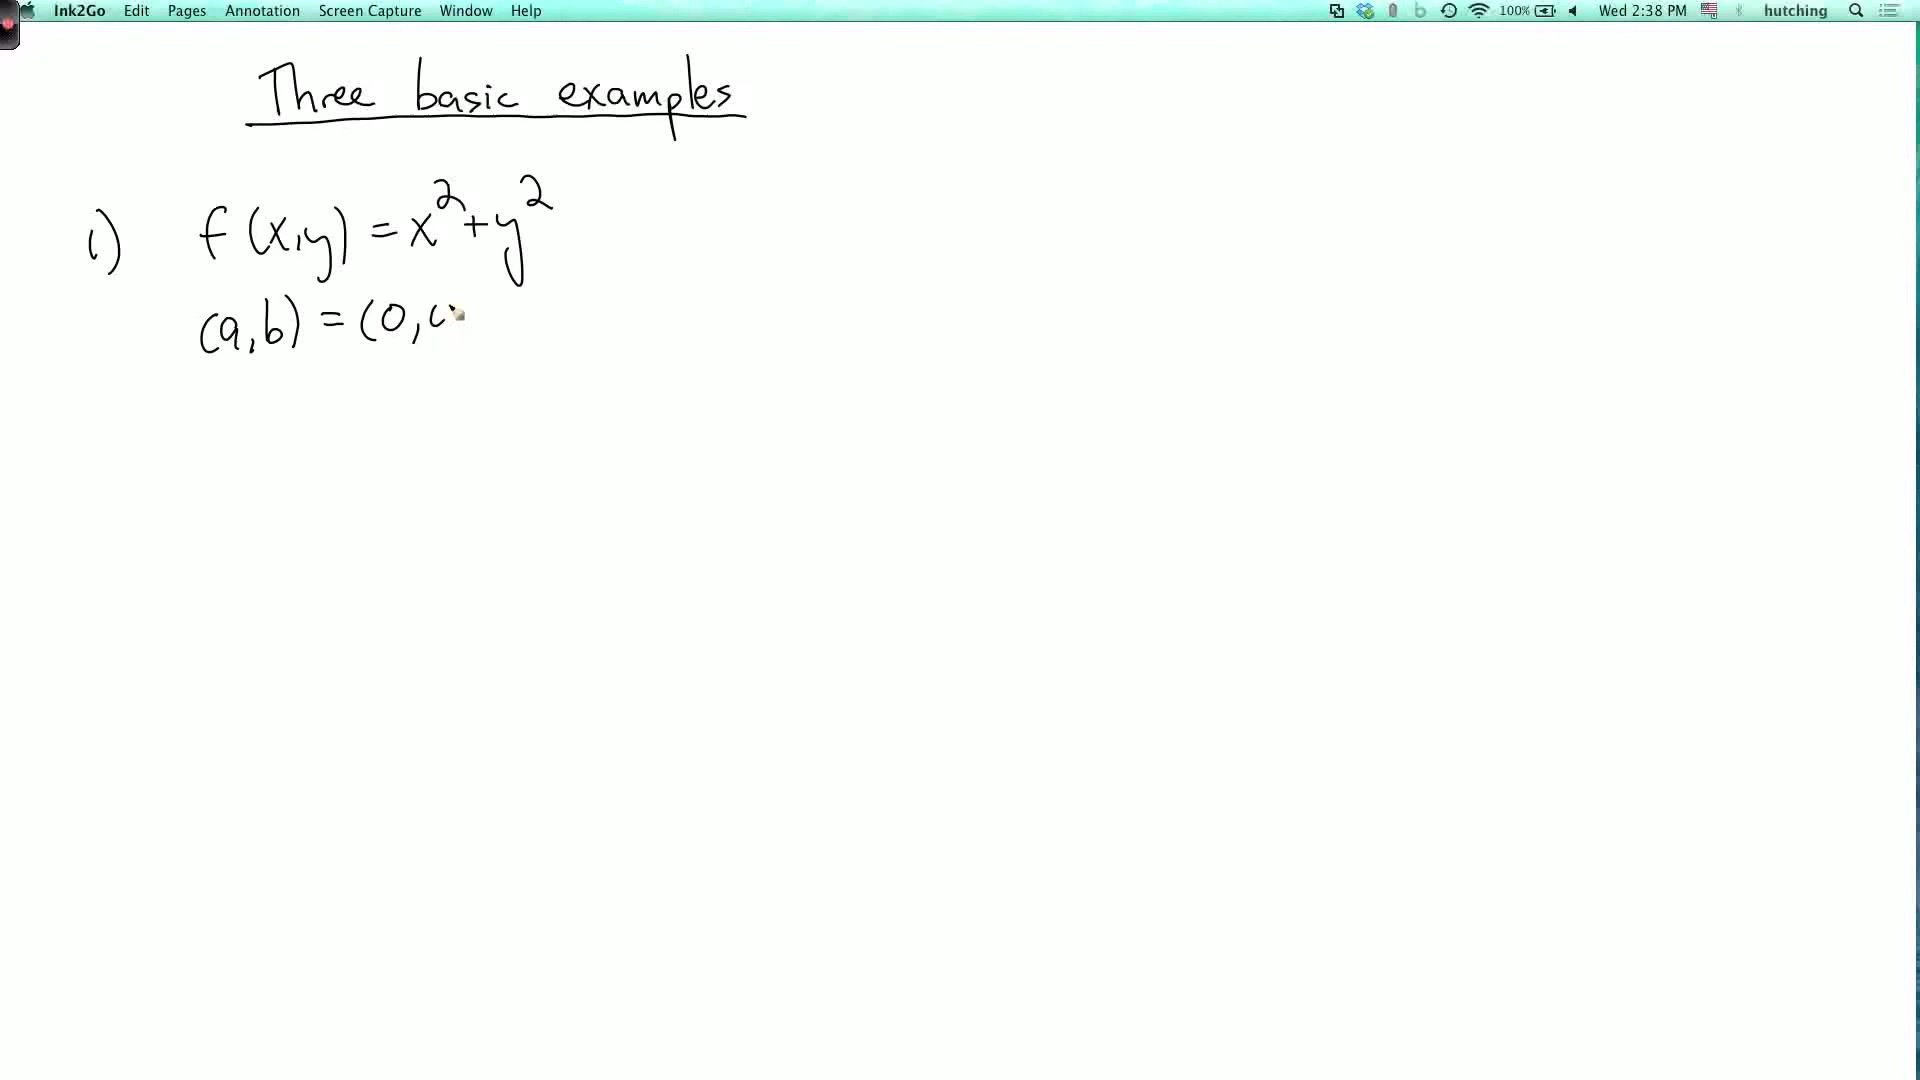 Ink2Go Edit Pages Annotation Screen Capture Window Help 100% Wed 2:38 PM hutching
Three basic examples
1) f(x,y) = x²+y²
(a,b) = (0,